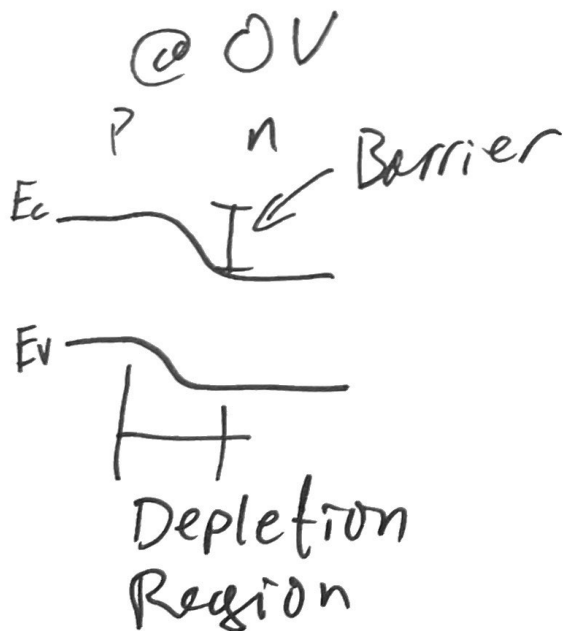 @ 0V
P n
Barrier
Ec
Ev
Depletion
Region